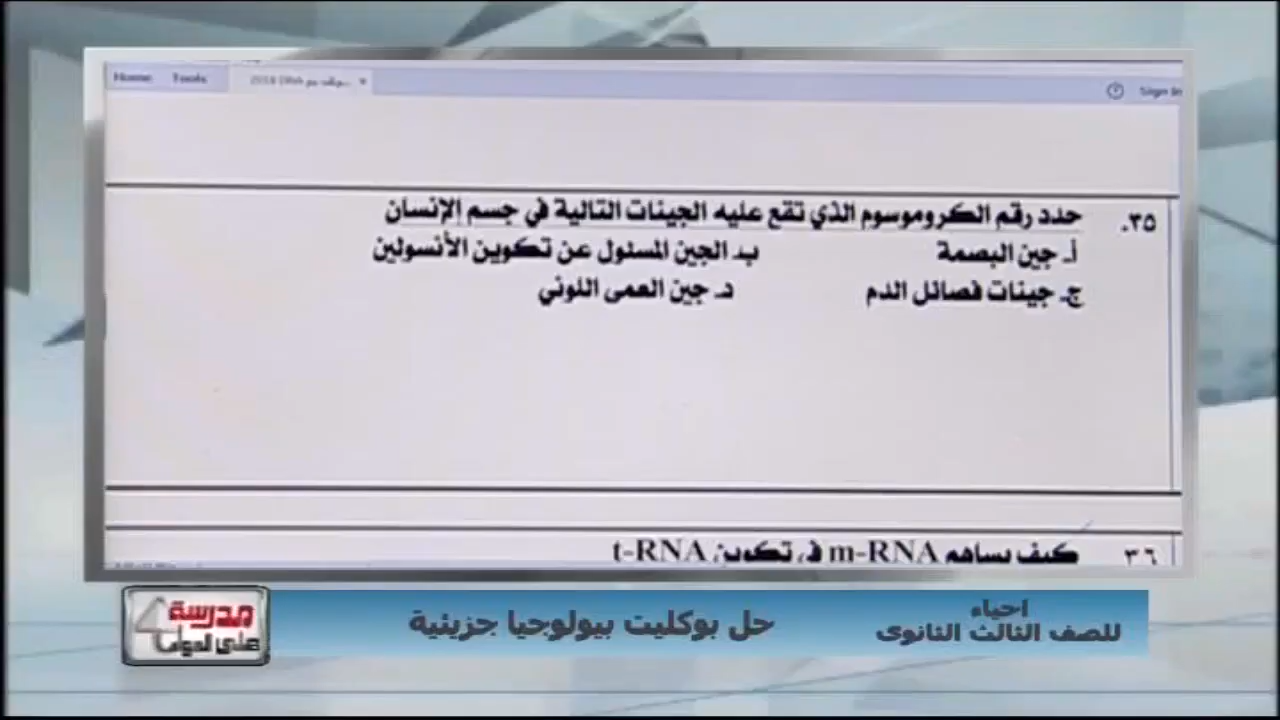 Home Tools
Sign In
٣٥. حدد رقم الكروموسوم الذي تقع عليه الجينات التالية في جسم الإنسان
أ- جين البصمة ب- الجين المسئول عن تكوين الأنسولين
ج- جينات فصائل الدم د- جين العمى اللوني
٣٦ كيف يساهم m-RNA في تكوين t-RNA
احياء
للصف الثالث الثانوى
حل بوكليت بيولوجيا جزيئية
مدرسة
على الهواء